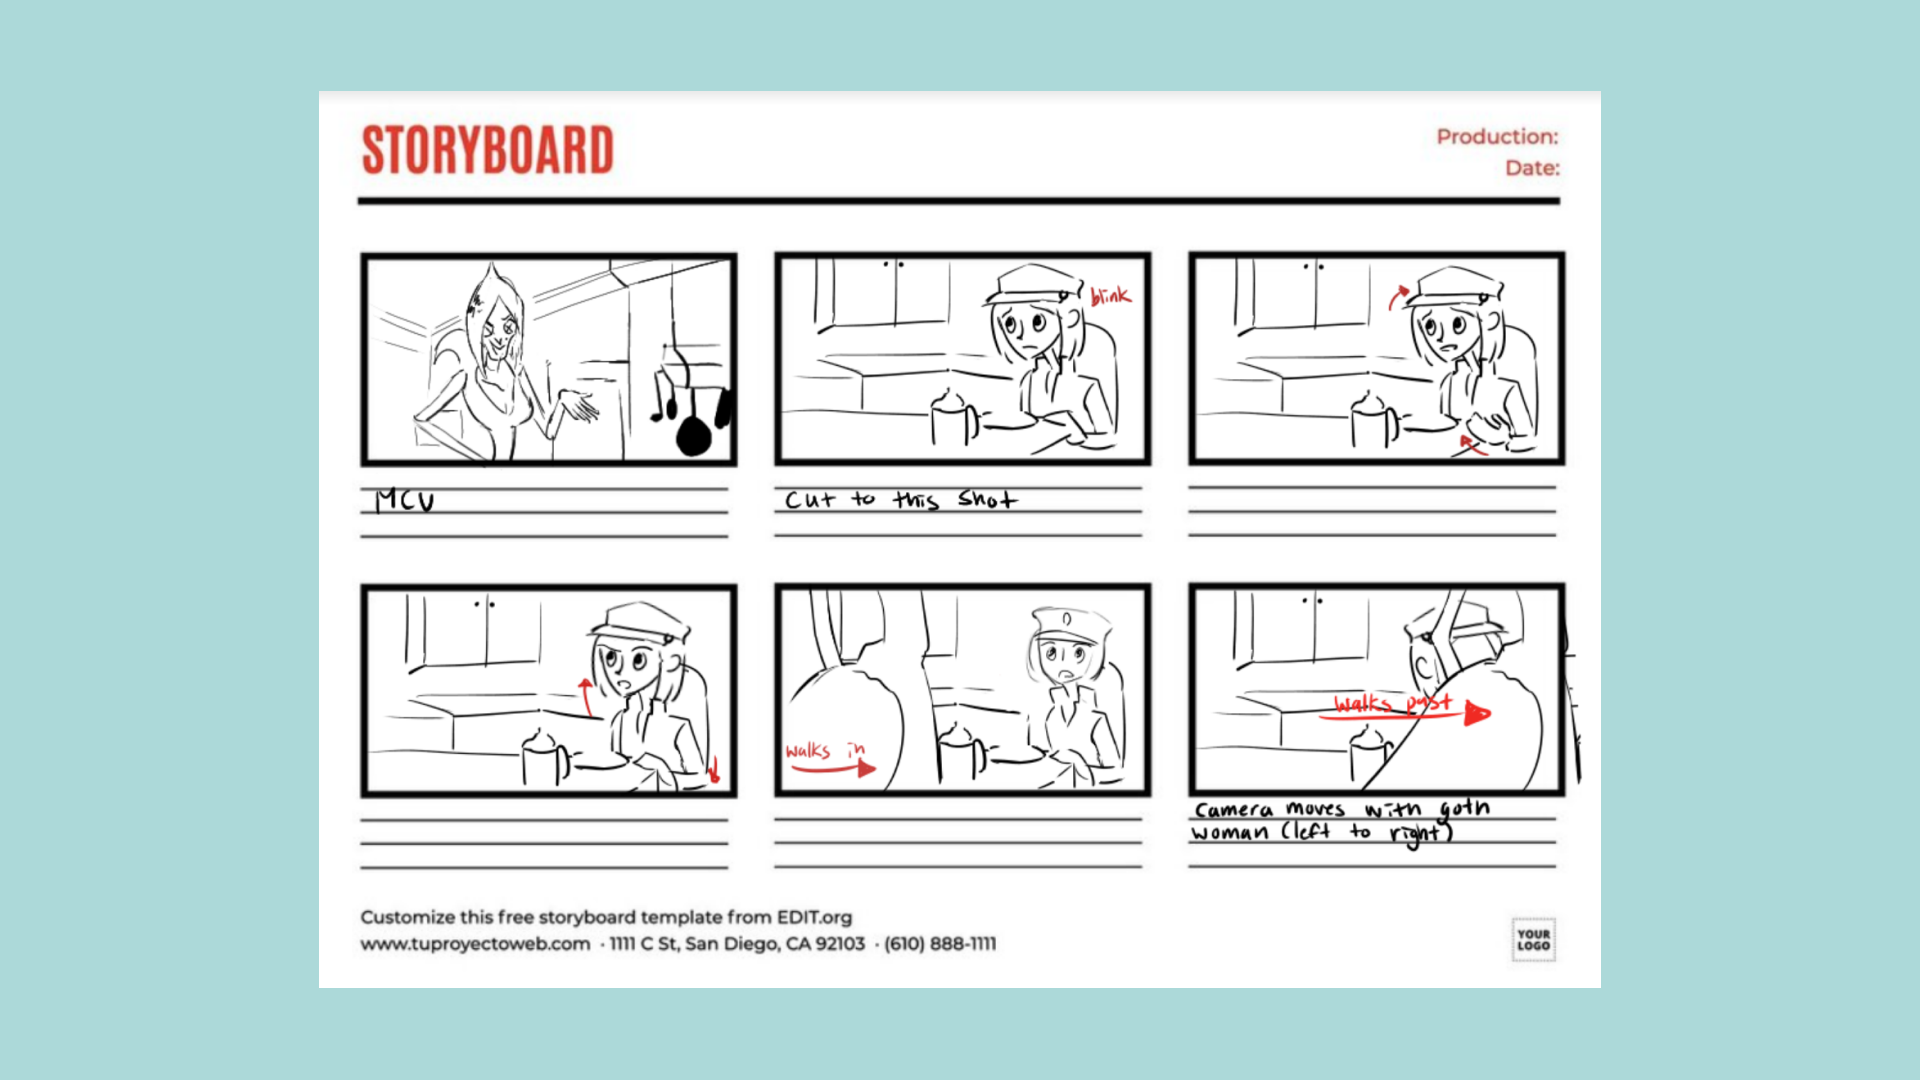 STORYBOARD
Production:
Date:
blink
MCU
Cut to this shot
walks in
walks past
Camera moves with goth
woman (left to right)
Customize this free storyboard template from EDIT.org
www.tuproyectoweb.com · 1111 C St, San Diego, CA 92103 · (610) 888-1111
YOUR
LOGO